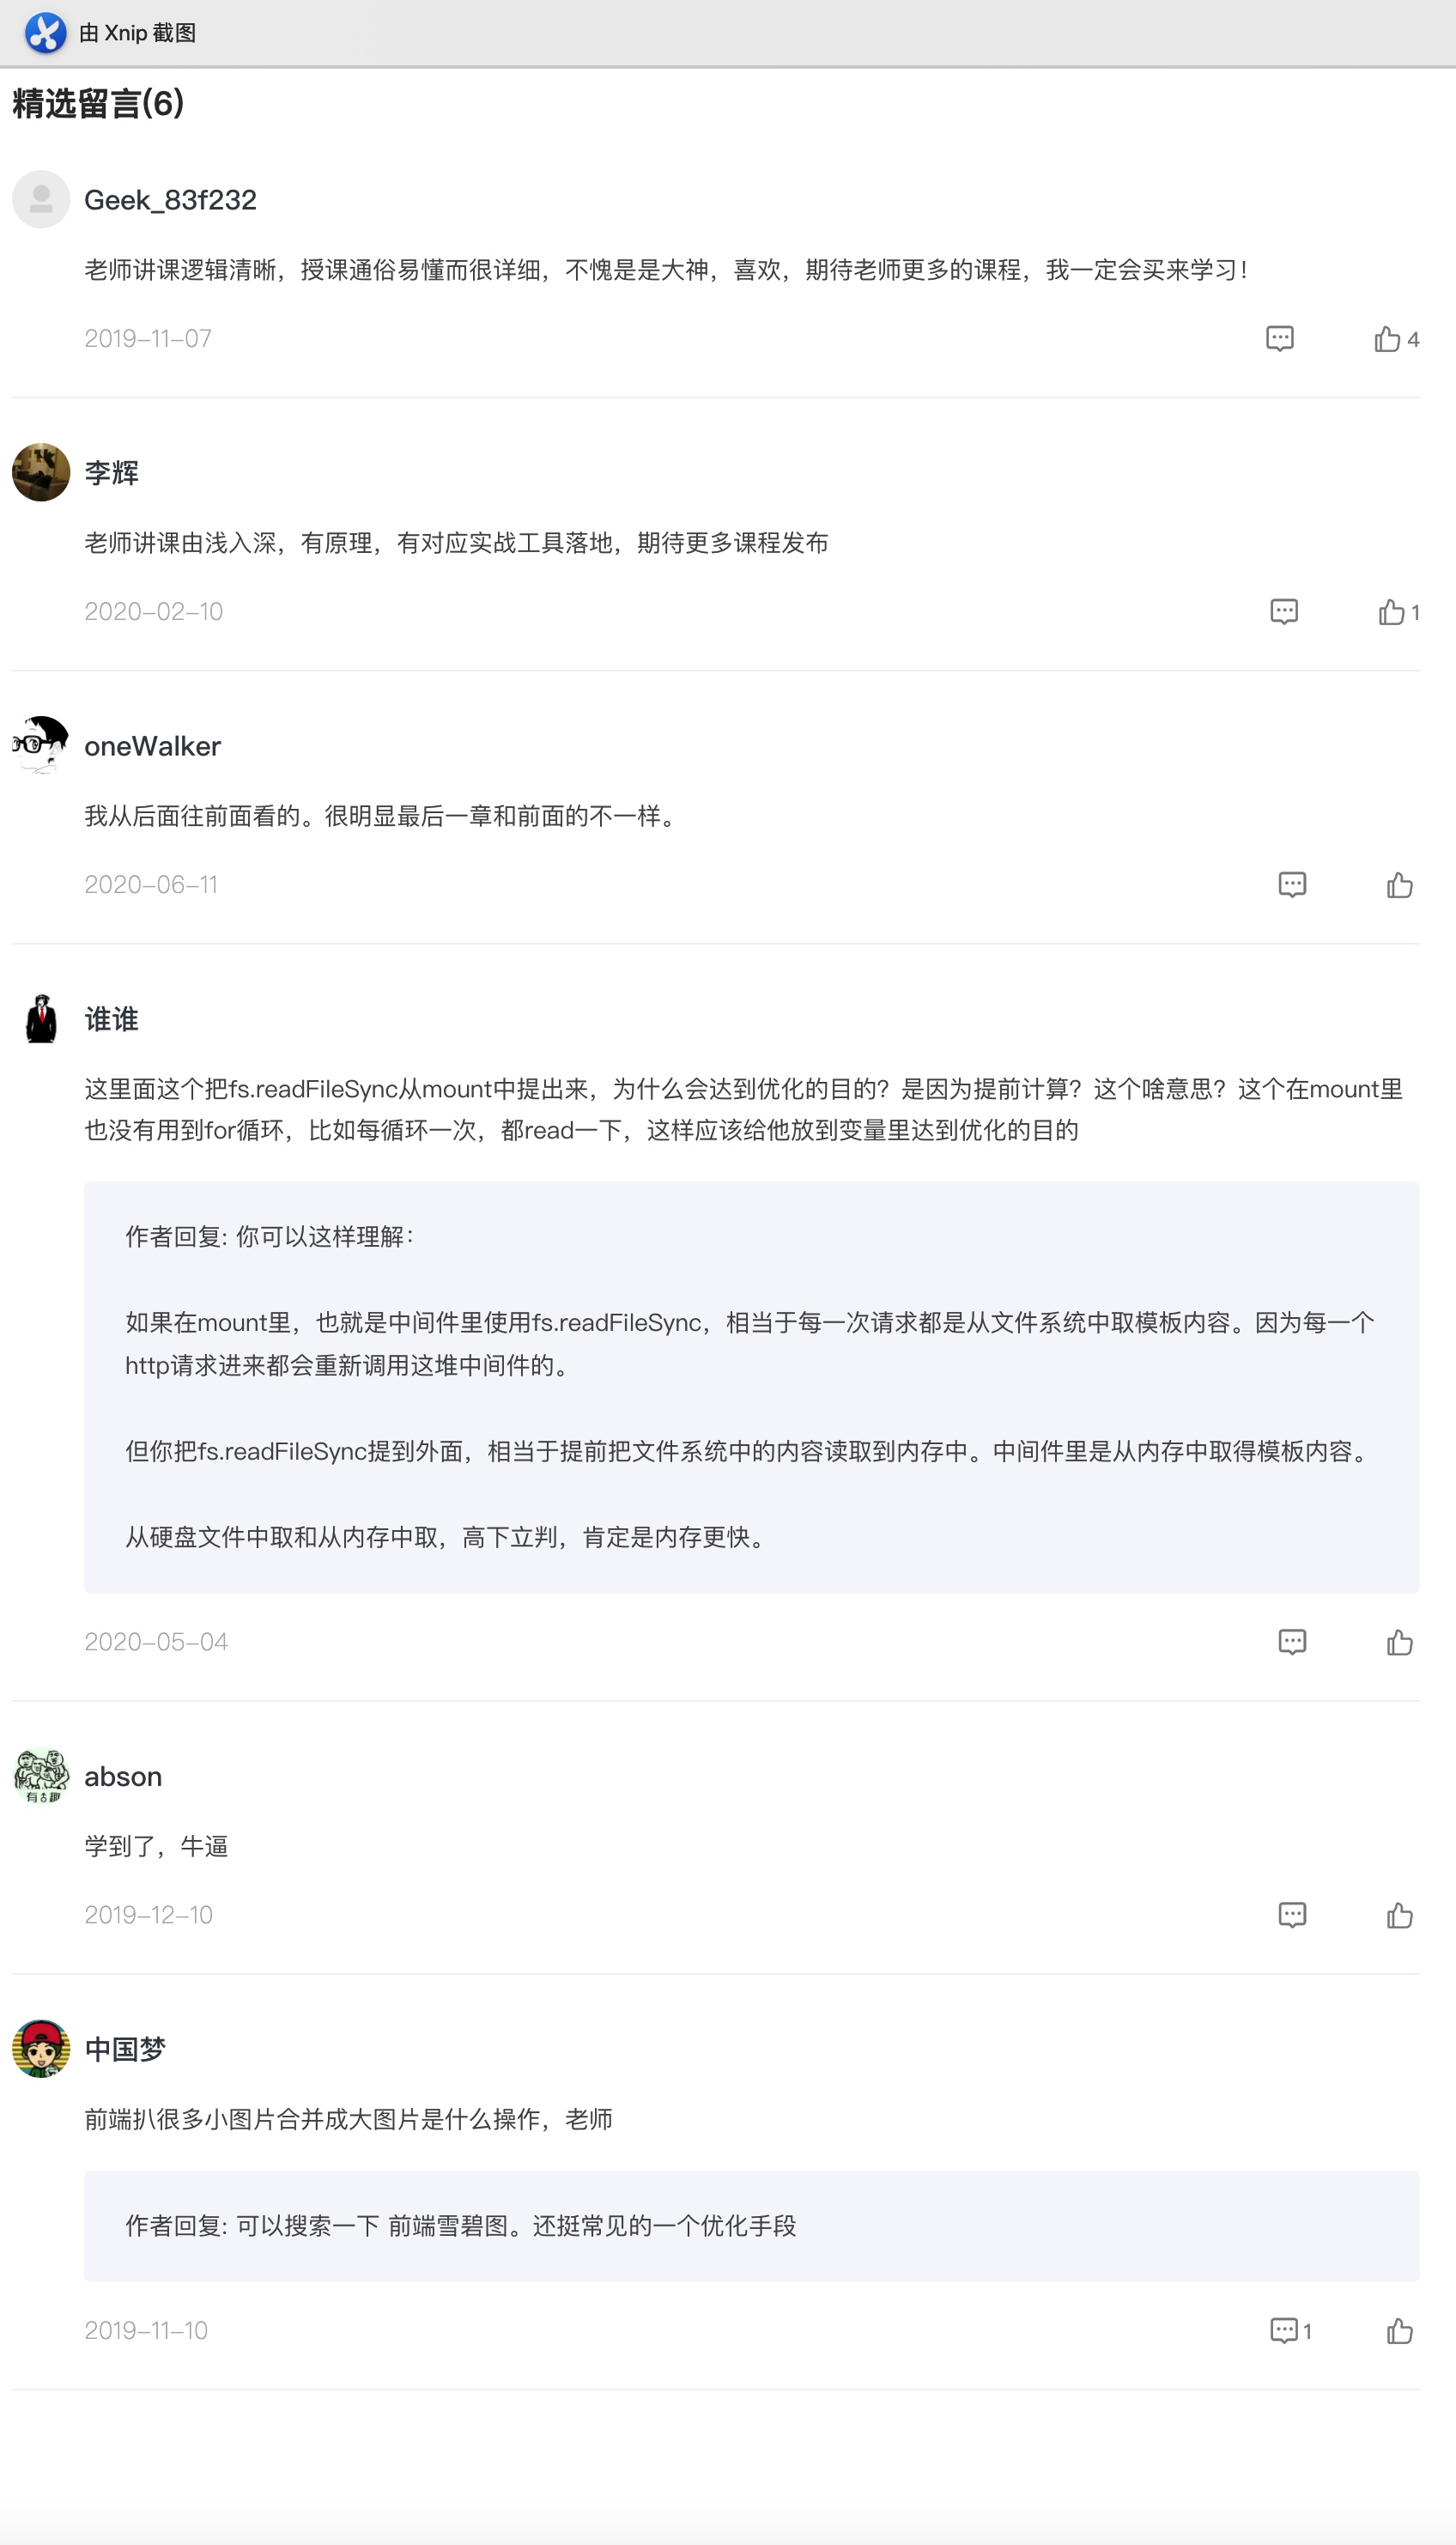 由 Xnip 截图
精选留言(6)
Geek_83f232
老师讲课逻辑清晰，授课通俗易懂而很详细，不愧是是大神，喜欢，期待老师更多的课程，我一定会买来学习！
2019-11-07
4
李辉
老师讲课由浅入深，有原理，有对应实战工具落地，期待更多课程发布
2020-02-10
1
oneWalker
我从后面往前面看的。很明显最后一章和前面的不一样。
2020-06-11
谁谁
这里面这个把fs.readFileSync从mount中提出来，为什么会达到优化的目的？是因为提前计算？这个啥意思？这个在mount里
也没有用到for循环，比如每循环一次，都read一下，这样应该给他放到变量里达到优化的目的
作者回复: 你可以这样理解：
如果在mount里，也就是中间件里使用fs.readFileSync，相当于每一次请求都是从文件系统中取模板内容。因为每一个
http请求进来都会重新调用这堆中间件的。
但你把fs.readFileSync提到外面，相当于提前把文件系统中的内容读取到内存中。中间件里是从内存中取得模板内容。
从硬盘文件中取和从内存中取，高下立判，肯定是内存更快。
2020-05-04
有古趣
abson
学到了，牛逼
2019-12-10
中国梦
前端扒很多小图片合并成大图片是什么操作，老师
作者回复: 可以搜索一下 前端雪碧图。还挺常见的一个优化手段
2019-11-10
1